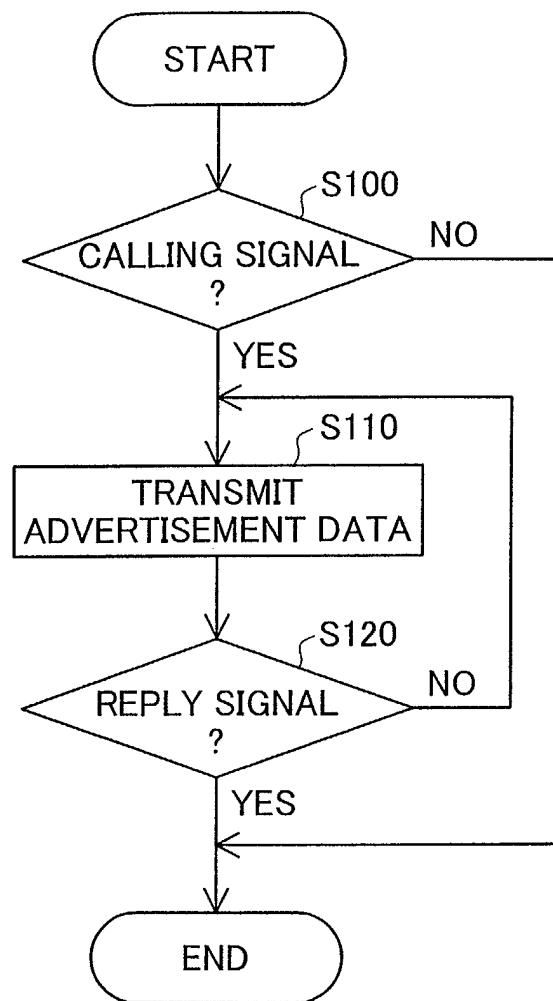 START
S100
CALLING SIGNAL
?
NO
YES
S110
TRANSMIT
ADVERTISEMENT DATA
S120
REPLY SIGNAL
?
NO
YES
END